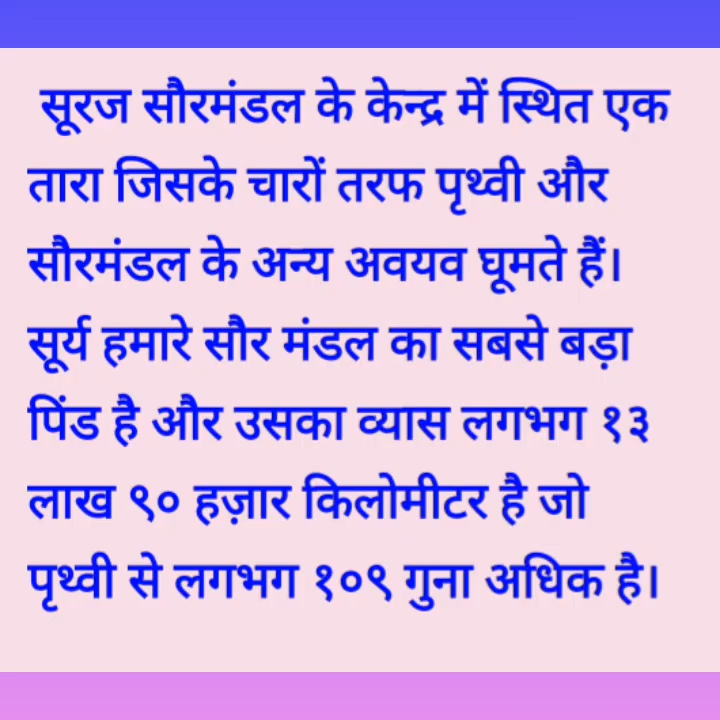 सूरज सौरमंडल के केन्द्र में स्थित एक
तारा जिसके चारों तरफ पृथ्वी और
सौरमंडल के अन्य अवयव घूमते हैं।
सूर्य हमारे सौर मंडल का सबसे बड़ा
पिंड है और उसका व्यास लगभग १३
लाख ९० हज़ार किलोमीटर है जो
पृथ्वी से लगभग १०९ गुना अधिक है।